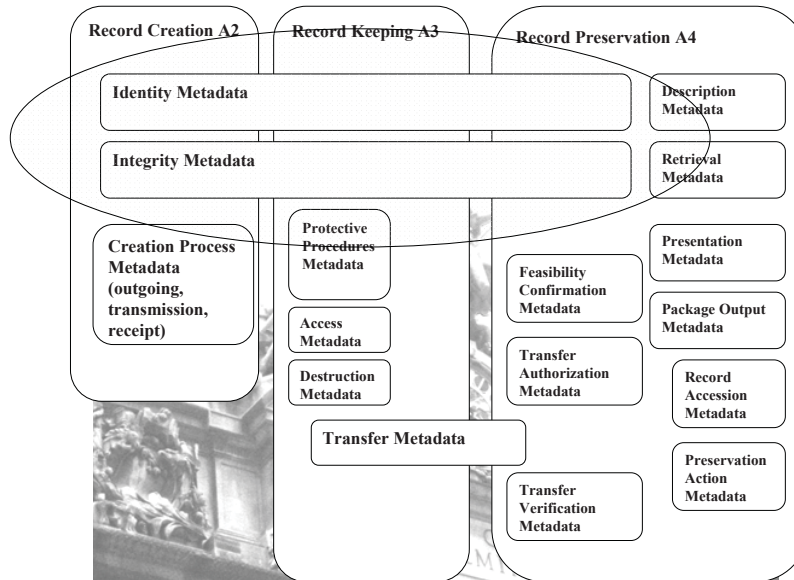 Record Creation A2
Record Keeping A3
Record Preservation A4
Identity Metadata
Description
Metadata
Integrity Metadata
Retrieval
Metadata
Creation Process
Metadata
(outgoing,
transmission,
receipt)
Protective
Procedures
Metadata
Access
Metadata
Destruction
Metadata
Transfer Metadata
Feasibility
Confirmation
Metadata
Transfer
Authorization
Metadata
Transfer
Verification
Metadata
Presentation
Metadata
Package Output
Metadata
Record
Accession
Metadata
Preservation
Action
Metadata